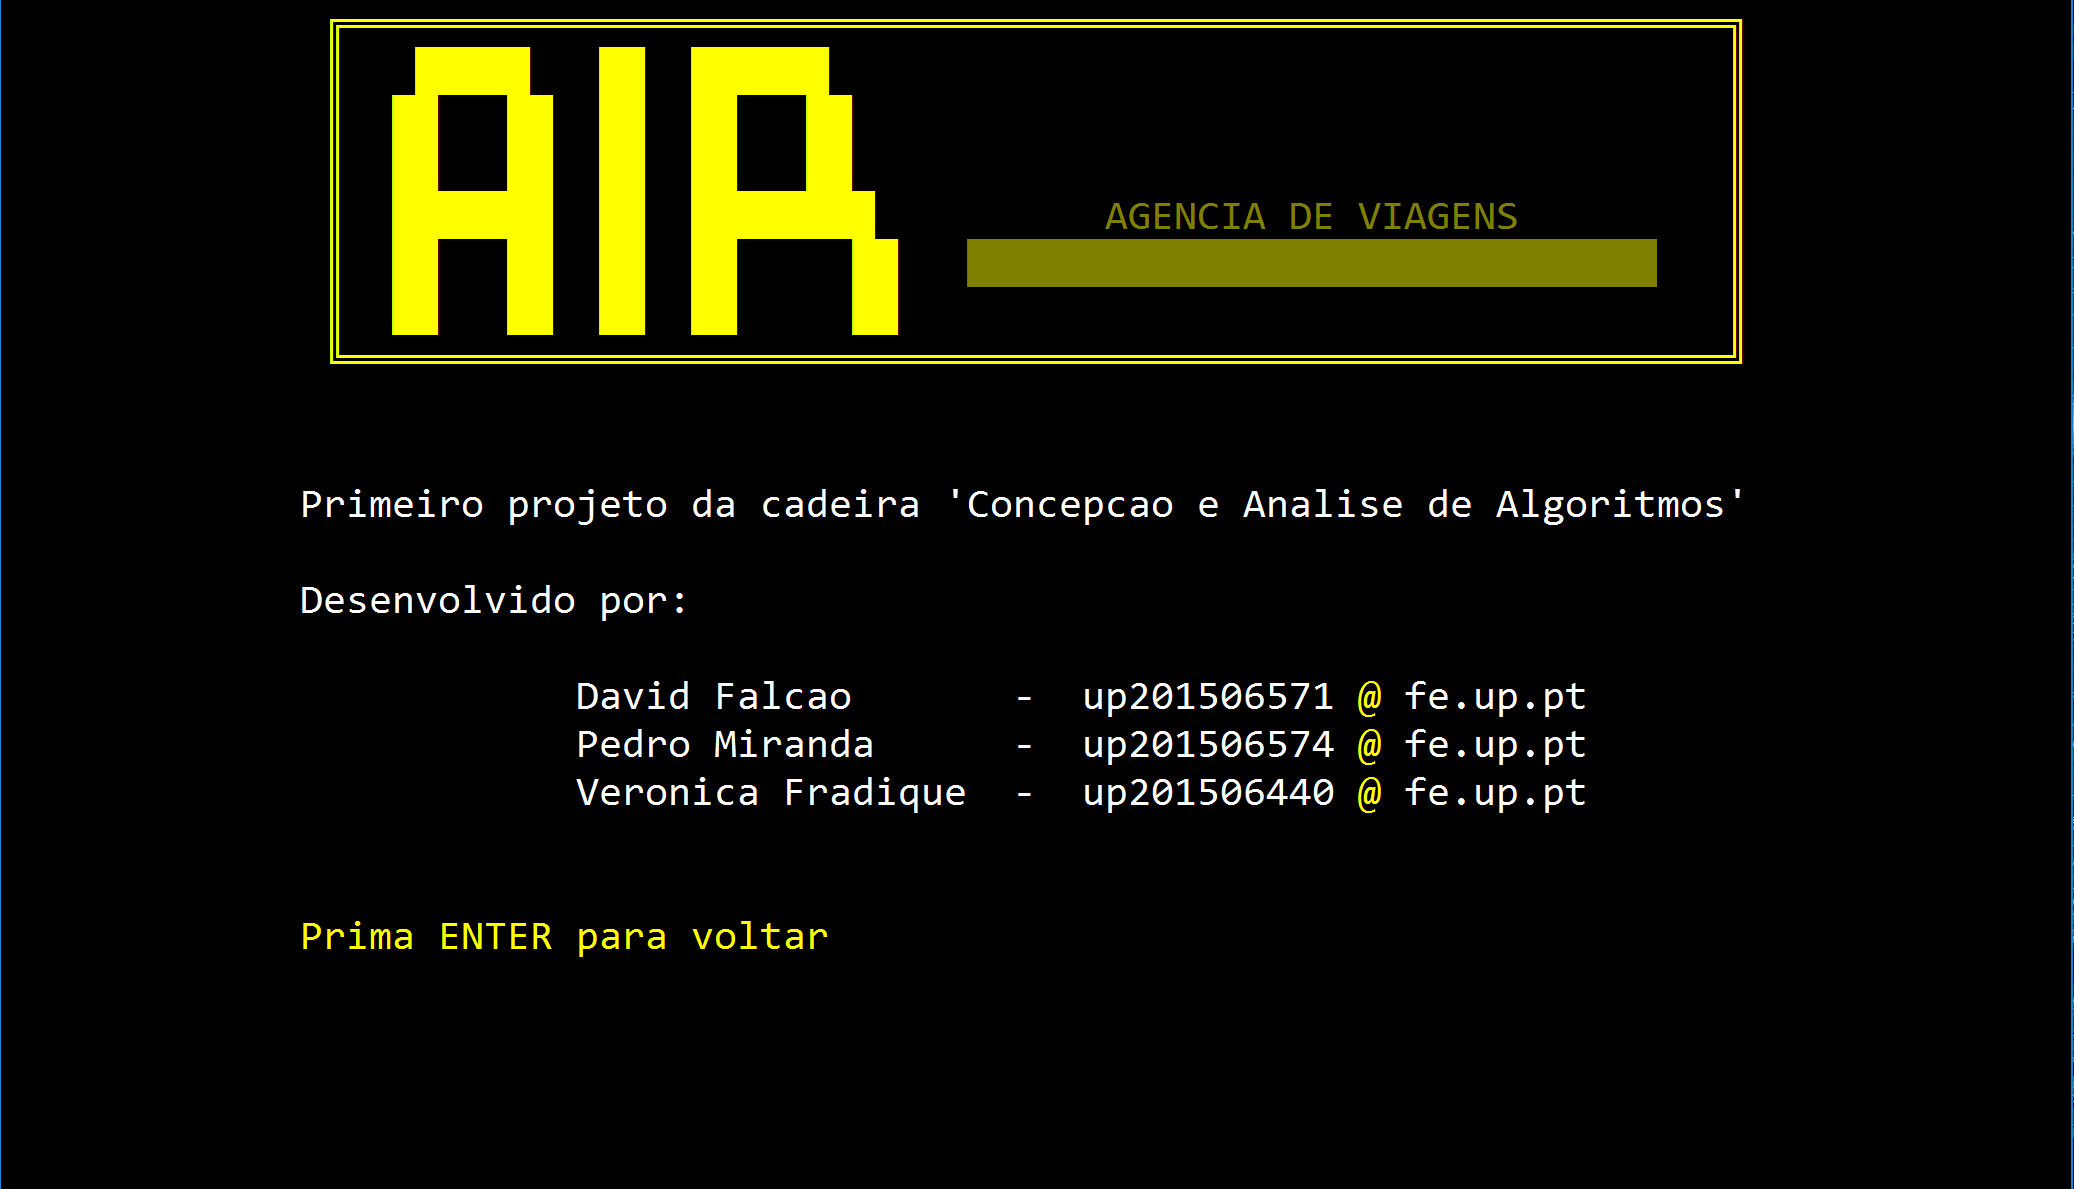 AIR
AGENCIA DE VIAGENS
Primeiro projeto da cadeira 'Concepcao e Analise de Algoritmos'
Desenvolvido por:
David Falcao - up201506571 @ fe.up.pt
Pedro Miranda - up201506574 @ fe.up.pt
Veronica Fradique - up201506440 @ fe.up.pt
Prima ENTER para voltar